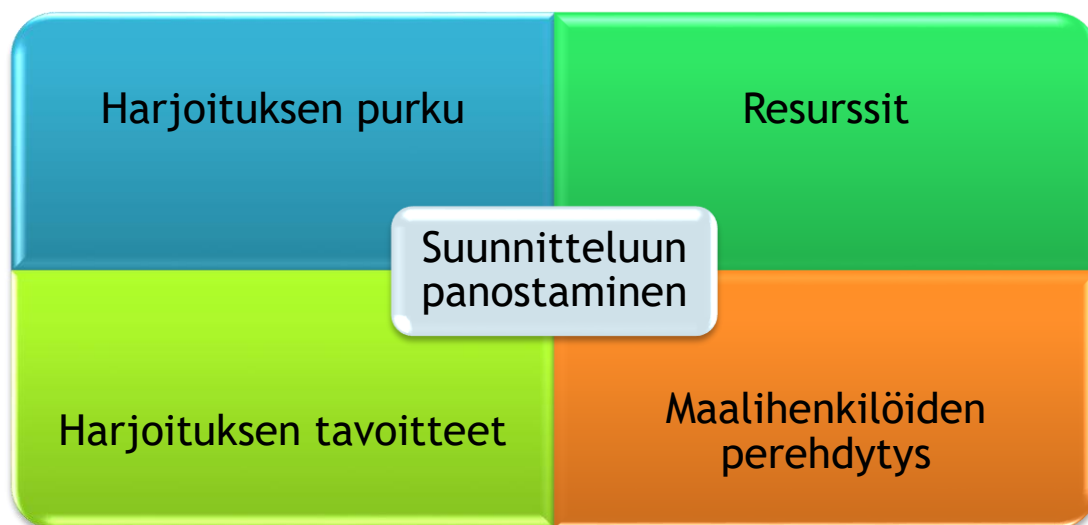 Harjoituksen purku
Resurssit
Suunnitteluun
panostaminen
Harjoituksen tavoitteet
Maalihenkilöiden
perehdytys